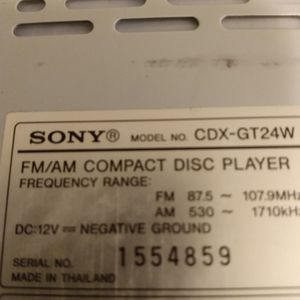 SONY® MODEL NO. CDX-GT24W
FM/AM COMPACT DISC PLAYER
FREQUENCY RANGE:
FM 87.5 ~ 107.9MHz
AM 530 ~ 1710kHz
DC:12V ⎓ NEGATIVE GROUND
SERIAL NO. 1554859
MADE IN THAILAND